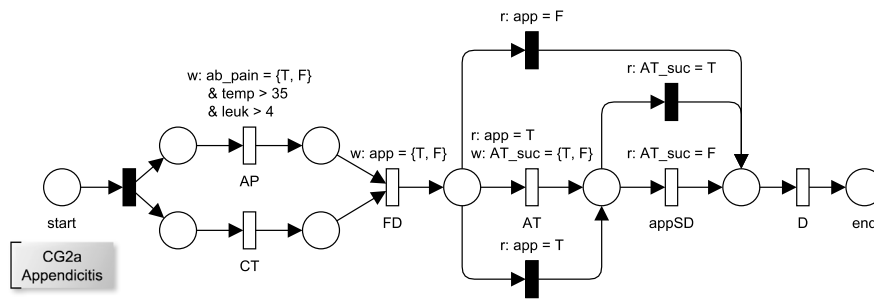 r: app = F
w: ab_pain = {T, F}
& temp > 35
& leuk > 4
r: AT_suc = T
r: app = T
w: app = {T, F}
w: AT_suc = {T, F}
r: AT_suc = F
AP
start
FD
AT
appSD
D
end
r: app = T
CT
CG2a
Appendicitis